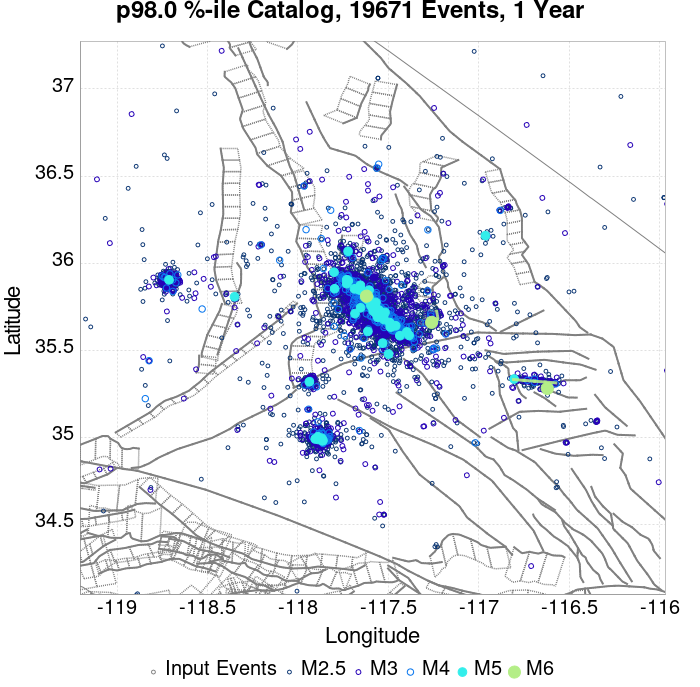 p98.0 %-ile Catalog, 19671 Events, 1 Year
37
36.5
36
35.5
35
34.5
Latitude
-119 -118.5 -118 -117.5 -117 -116.5 -116
Longitude
Input Events M2.5 M3 M4 M5 M6